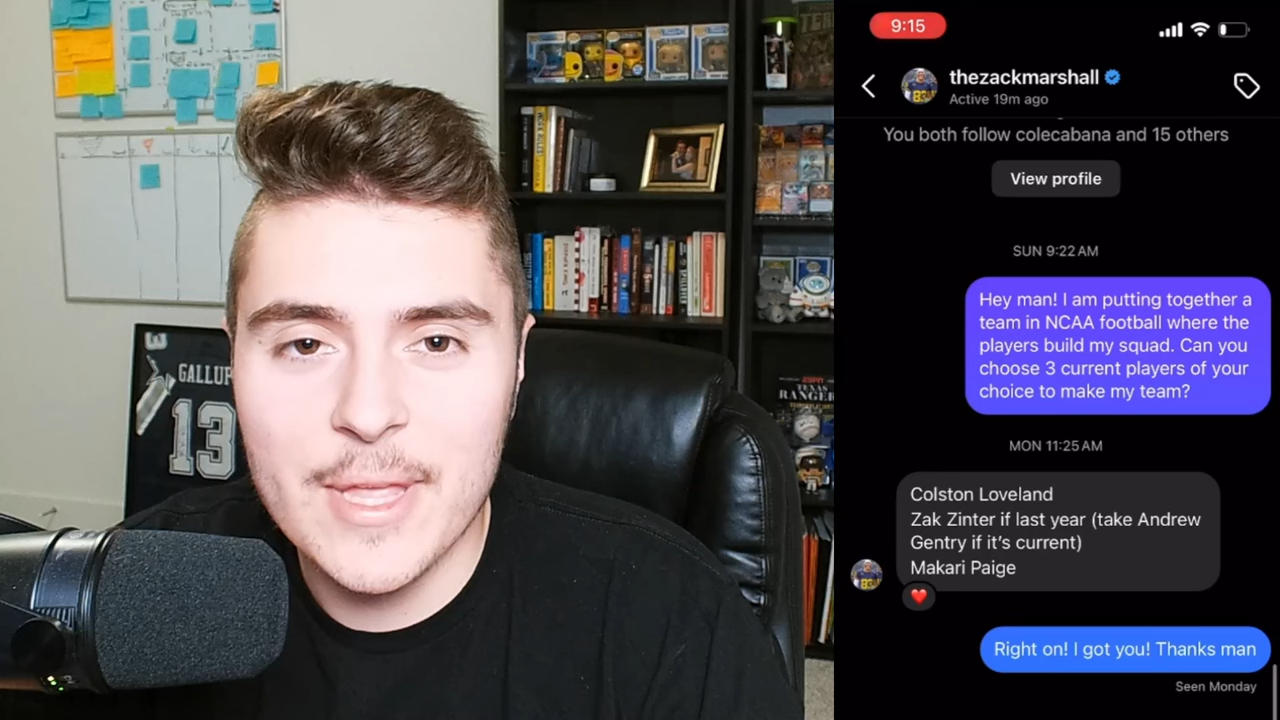 GALLUP
13
TEXAS
RANGER
9:15
thezackmarshall
Active 19m ago
You both follow colecabana and 15 others
View profile
SUN 9:22 AM
Hey man! I am putting together a
team in NCAA football where the
players build my squad. Can you
choose 3 current players of your
choice to make my team?
MON 11:25 AM
Colston Loveland
Zak Zinter if last year (take Andrew
Gentry if it's current)
Makari Paige
Right on! I got you! Thanks man
Seen Monday